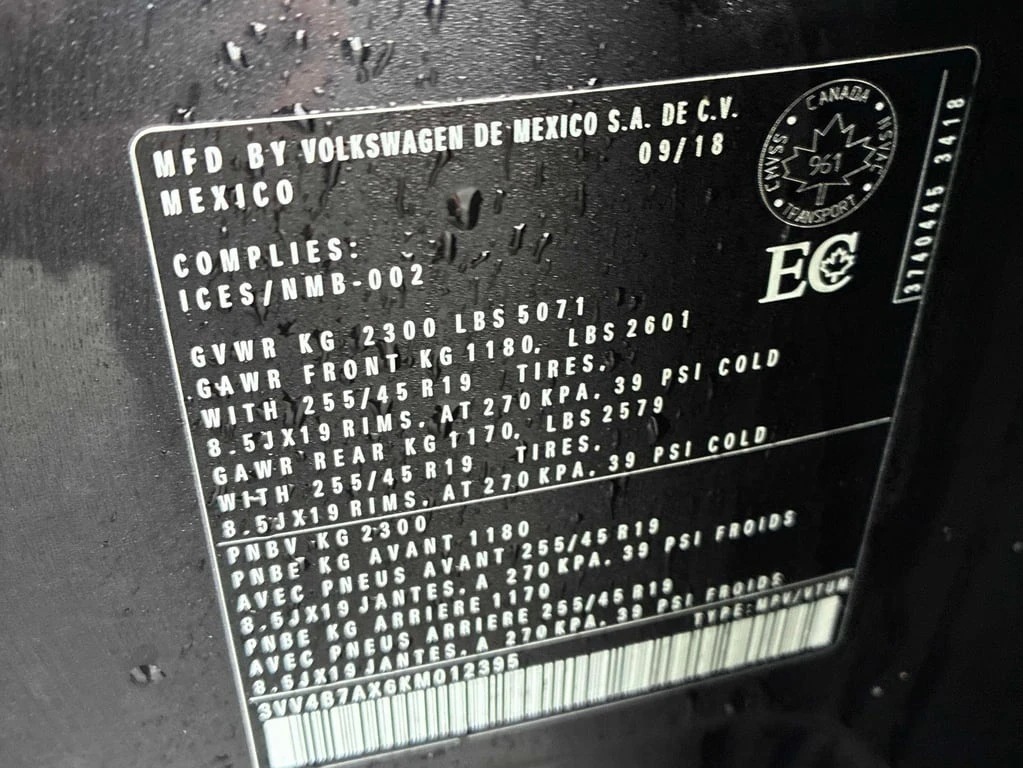 MFD BY VOLKSWAGEN DE MEXICO S.A. DE C.V.
MEXICO 09/18
CANADA
CMVSS 961 NSVAC
TRANSPORT
EC
3740445 3418
COMPLIES:
ICES/NMB-002
GVWR KG 2300 LBS 5071
GAWR FRONT KG 1180. LBS 2601
WITH 255/45 R19 TIRES.
8.5JX19 RIMS. AT 270 KPA. 39 PSI COLD
GAWR REAR KG 1170. LBS 2579
WITH 255/45 R19 TIRES.
8.5JX19 RIMS. AT 270 KPA. 39 PSI COLD
PNBV KG 2300
PNBE KG AVANT 1180
AVEC PNEUS AVANT 255/45 R19
8.5JX19 JANTES. A 270 KPA. 39 PSI FROIDS
PNBE KG ARRIERE 1170
AVEC PNEUS ARRIERE 255/45 R19
8.5JX19 JANTES. A 270 KPA. 39 PSI FROIDS
3VV4B7AX6KM012395 TYPE: MPV/VTUM